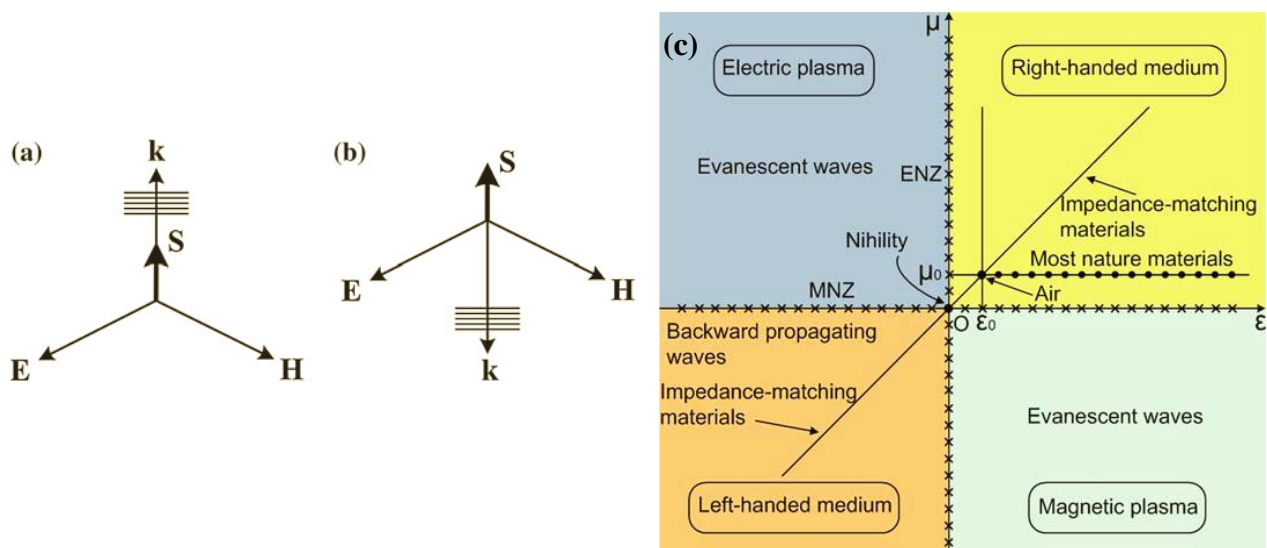 (a)
k
S
E
H
(b)
S
E
H
k
(c)
μ
Electric plasma
Right-handed medium
Evanescent waves
ENZ
Impedance-matching
materials
Nihility
Most nature materials
μ₀
Air
MNZ
O
ε₀
ε
Backward propagating
waves
Impedance-matching
materials
Evanescent waves
Left-handed medium
Magnetic plasma